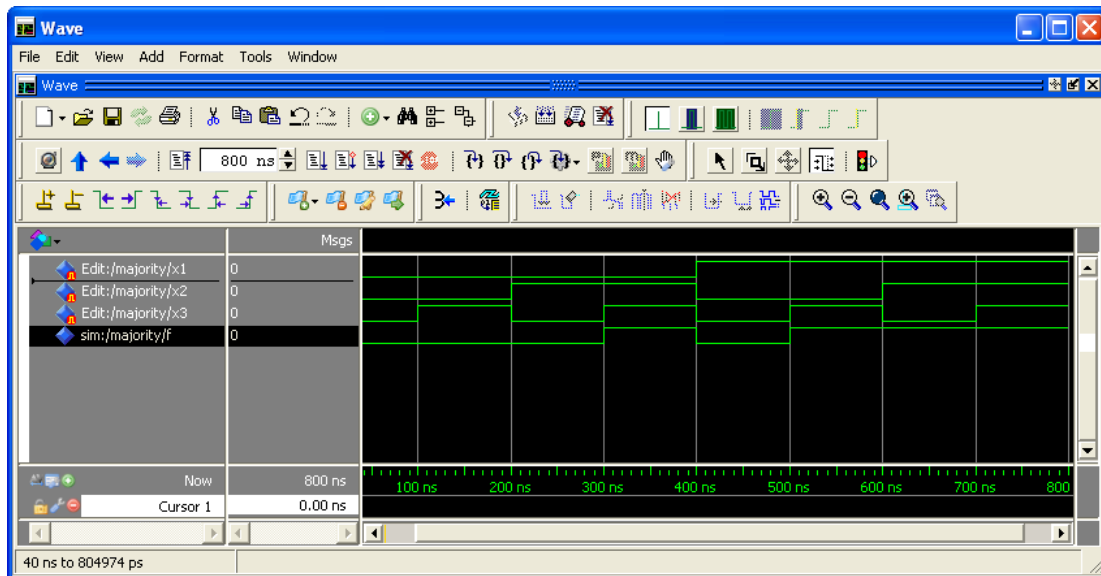 Wave
File Edit View Add Format Tools Window
Wave
800 ns
Msgs
Edit:/majority/x1 0
Edit:/majority/x2 0
Edit:/majority/x3 0
sim:/majority/f 0
Now 800 ns
100 ns 200 ns 300 ns 400 ns 500 ns 600 ns 700 ns 800
Cursor 1 0.00 ns
40 ns to 804974 ps